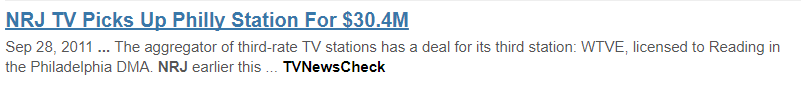 NRJ TV Picks Up Philly Station For $30.4M
Sep 28, 2011 ... The aggregator of third-rate TV stations has a deal for its third station: WTVE, licensed to Reading in
the Philadelphia DMA. NRJ earlier this ... TVNewsCheck